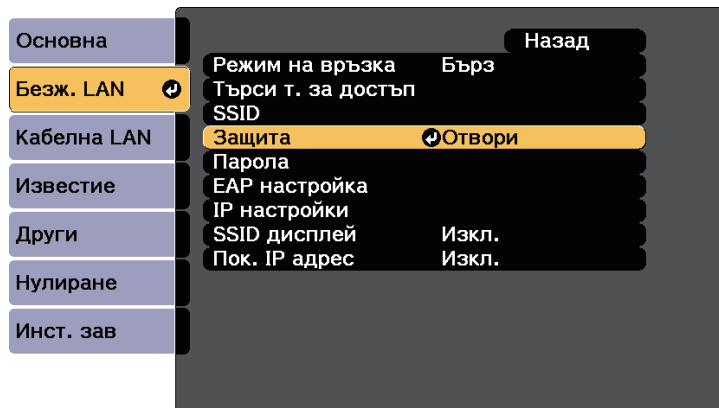 Основна
Безж. LAN
Кабелна LAN
Известие
Други
Нулиране
Инст. зав
Назад
Режим на връзка Бърз
Търси т. за достъп
SSID
Защита Отвори
Парола
EAP настройка
IP настройки
SSID дисплей Изкл.
Пок. IP адрес Изкл.